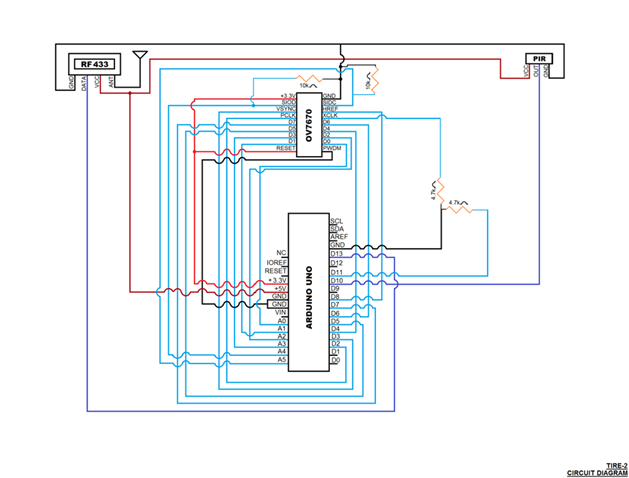 RF433
PIR
GND
DATA
VCC
ANT
VCC
OUT
GND
10k
10k
+3.3V
SIOD
VSYNC
PCLK
D7
D5
D3
D1
RESET
OV7670
GND
SIOC
HREF
XCLK
D6
D4
D2
D0
PWDM
4.7k
4.7k
NC
IOREF
RESET
+3.3V
+5V
GND
GND
VIN
A0
A1
A2
A3
A4
A5
ARDUINO UNO
SCL
SDA
AREF
GND
D13
D12
D11
D10
D9
D8
D7
D6
D5
D4
D3
D2
D1
D0
TIRE-2
CIRCUIT DIAGRAM